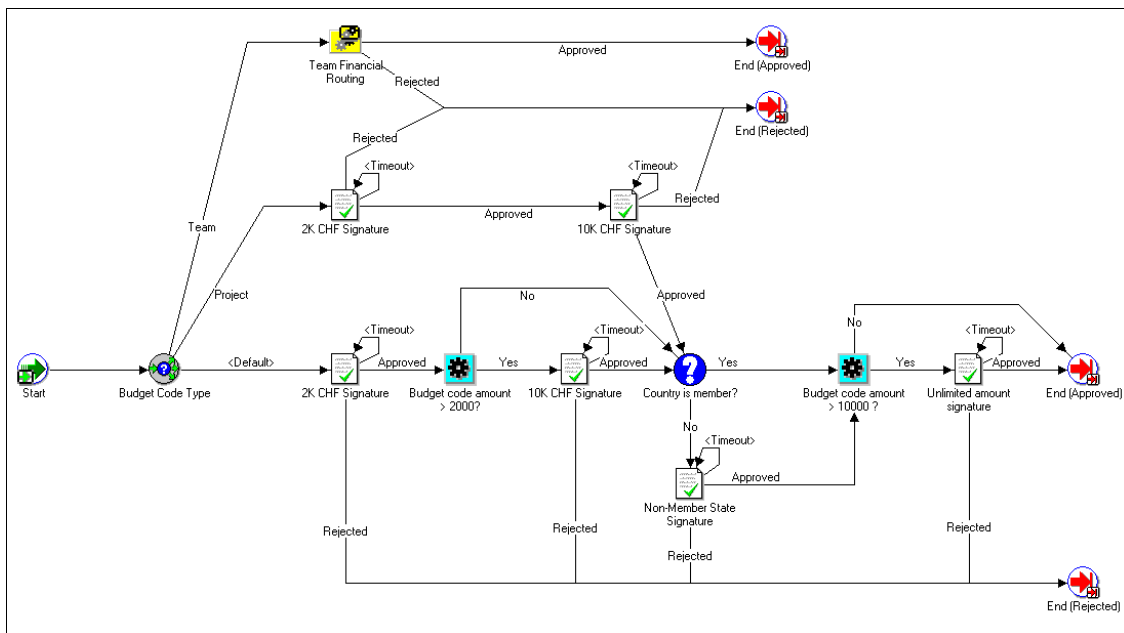 Approved
Team Financial
Routing
End (Approved)
Rejected
Rejected
End (Rejected)
<Timeout>
<Timeout>
Rejected
Approved
Team
2K CHF Signature
10K CHF Signature
Project
No
Approved
No
<Timeout>
<Timeout>
<Timeout>
<Default>
Approved
Yes
Approved
Yes
Yes
Approved
Start
Budget Code Type
2K CHF Signature
Budget code amount
> 2000?
10K CHF Signature
Country is member?
Budget code amount
> 10000 ?
Unlimited amount
signature
End (Approved)
No
<Timeout>
Approved
Non-Member State
Signature
Rejected
Rejected
Rejected
Rejected
End (Rejected)